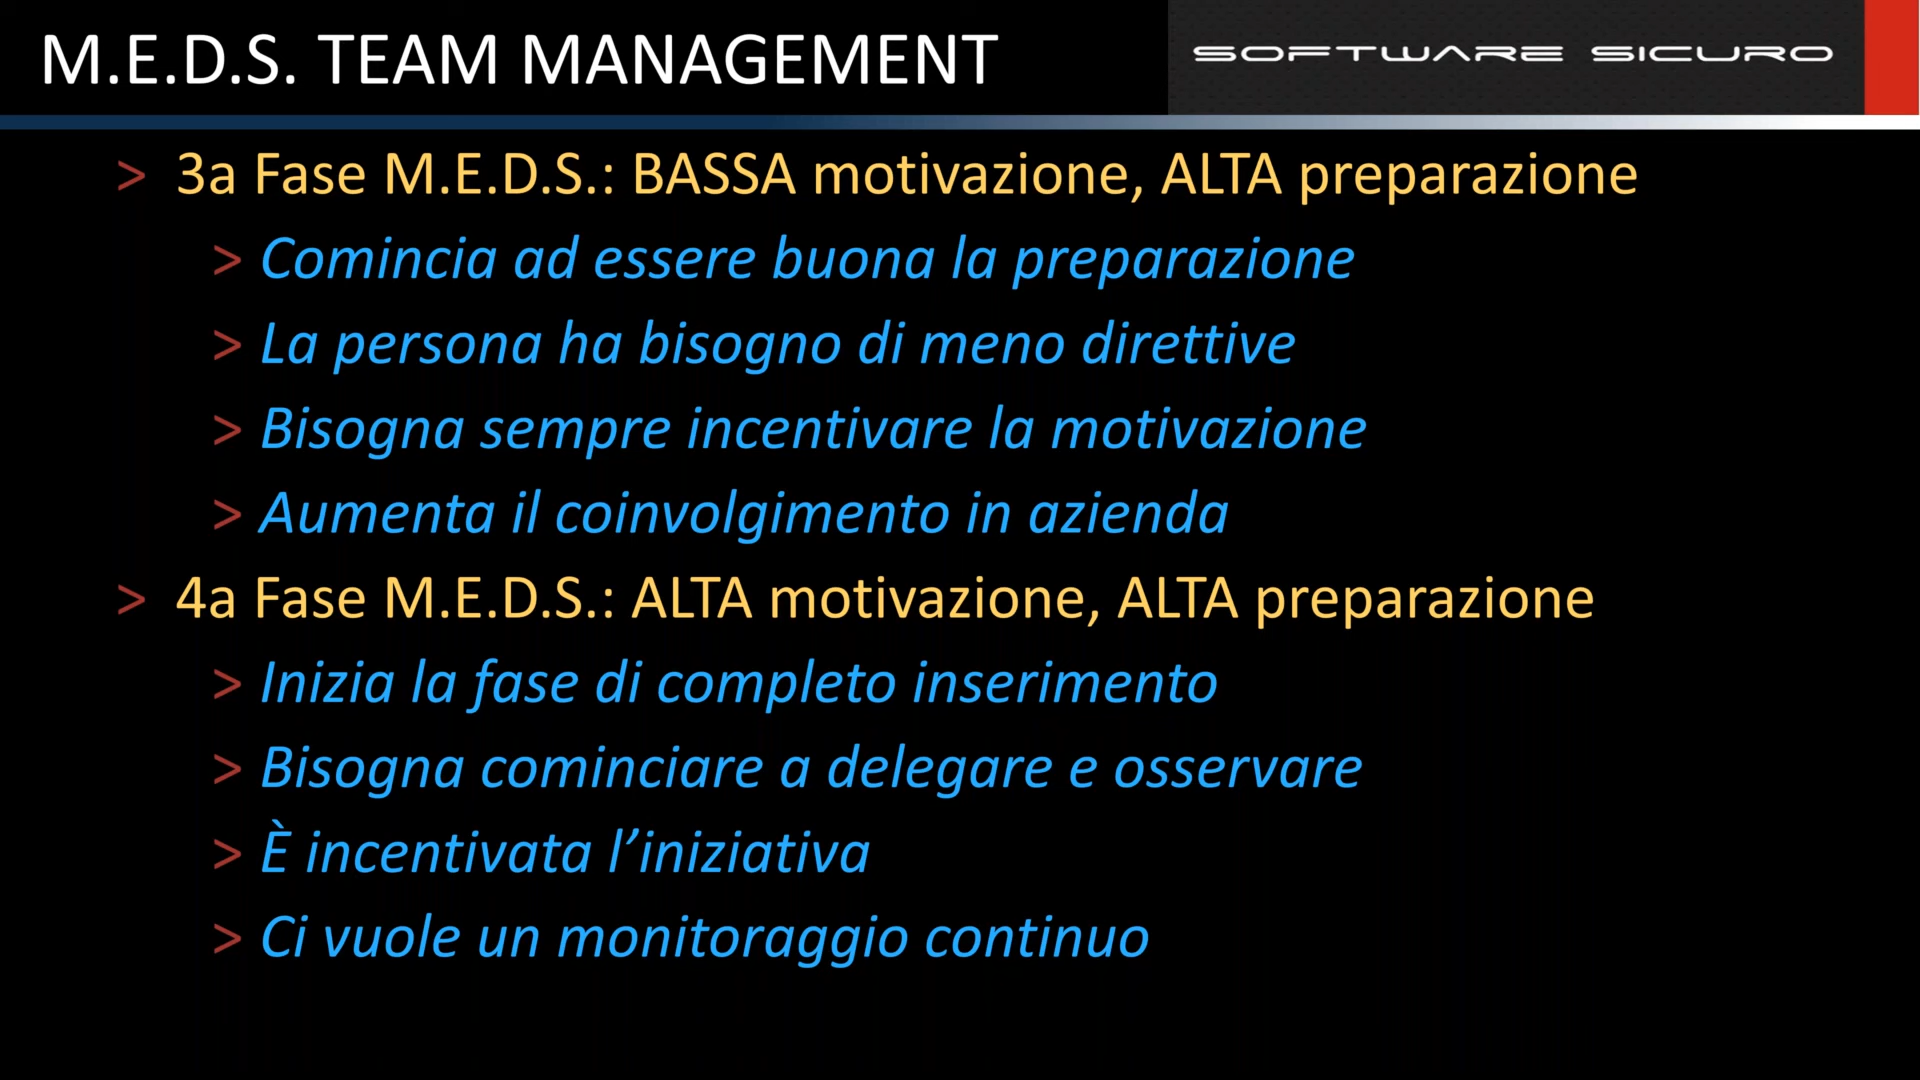 M.E.D.S. TEAM MANAGEMENT
SOFTWARE SICURO
> 3a Fase M.E.D.S.: BASSA motivazione, ALTA preparazione
> Comincia ad essere buona la preparazione
> La persona ha bisogno di meno direttive
> Bisogna sempre incentivare la motivazione
> Aumenta il coinvolgimento in azienda
> 4a Fase M.E.D.S.: ALTA motivazione, ALTA preparazione
> Inizia la fase di completo inserimento
> Bisogna cominciare a delegare e osservare
> È incentivata l’iniziativa
> Ci vuole un monitoraggio continuo